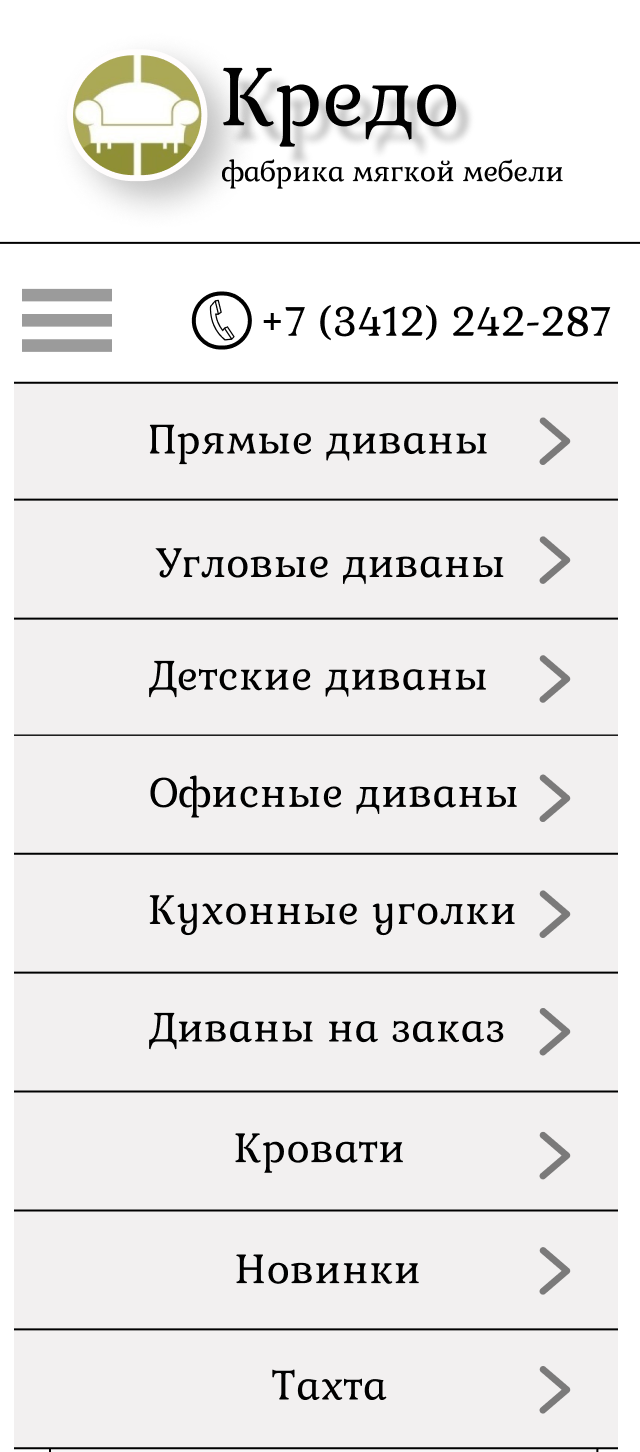 Кредо
фабрика мягкой мебели
+7 (3412) 242-287
Прямые диваны
Угловые диваны
Детские диваны
Офисные диваны
Кухонные уголки
Диваны на заказ
Кровати
Новинки
Тахта